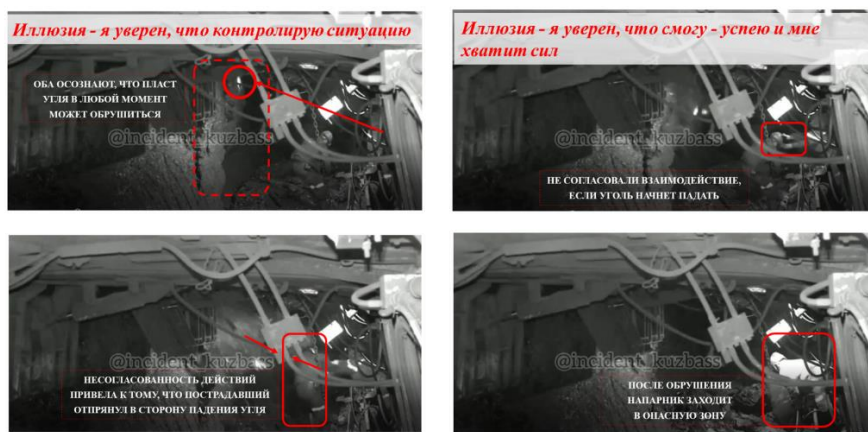 Иллюзия - я уверен, что контролирую ситуацию
ОБА ОСОЗНАЮТ, ЧТО ПЛАСТ
УГЛЯ В ЛЮБОЙ МОМЕНТ
МОЖЕТ ОБРУШИТЬСЯ
@incident_kuzbass
Иллюзия - я уверен, что смогу - успею и мне
хватит сил
@incident_kuzbass
НЕ СОГЛАСОВАЛИ ВЗАИМОДЕЙСТВИЕ,
ЕСЛИ УГОЛЬ НАЧНЕТ ПАДАТЬ
@incident_kuzbass
НЕСОГЛАСОВАННОСТЬ ДЕЙСТВИЙ
ПРИВЕЛА К ТОМУ, ЧТО ПОСТРАДАВШИЙ
ОТПРЯНУЛ В СТОРОНУ ПАДЕНИЯ УГЛЯ
@incident_kuzbass
ПОСЛЕ ОБРУШЕНИЯ
НАПАРНИК ЗАХОДИТ
В ОПАСНУЮ ЗОНУ